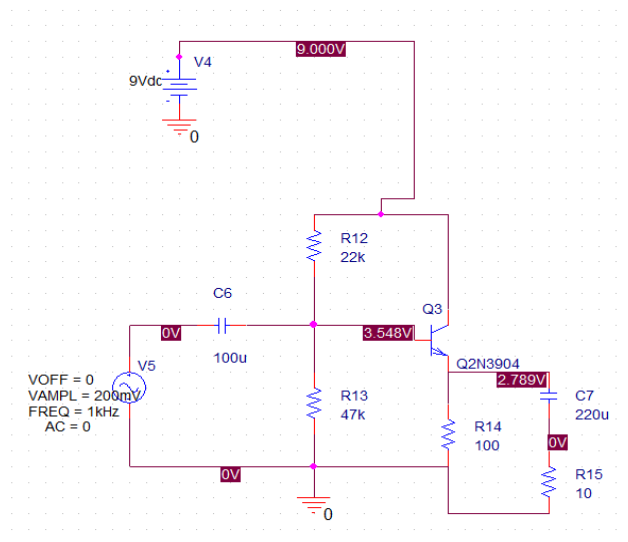 9.000V
V4
9Vdc
0
R12
22k
C6
Q3
0V
3.548V
100u
V5
Q2N3904
VOFF = 0
VAMPL = 200mV
FREQ = 1kHz
AC = 0
2.789V
C7
220u
R13
47k
R14
100
0V
0V
R15
10
0